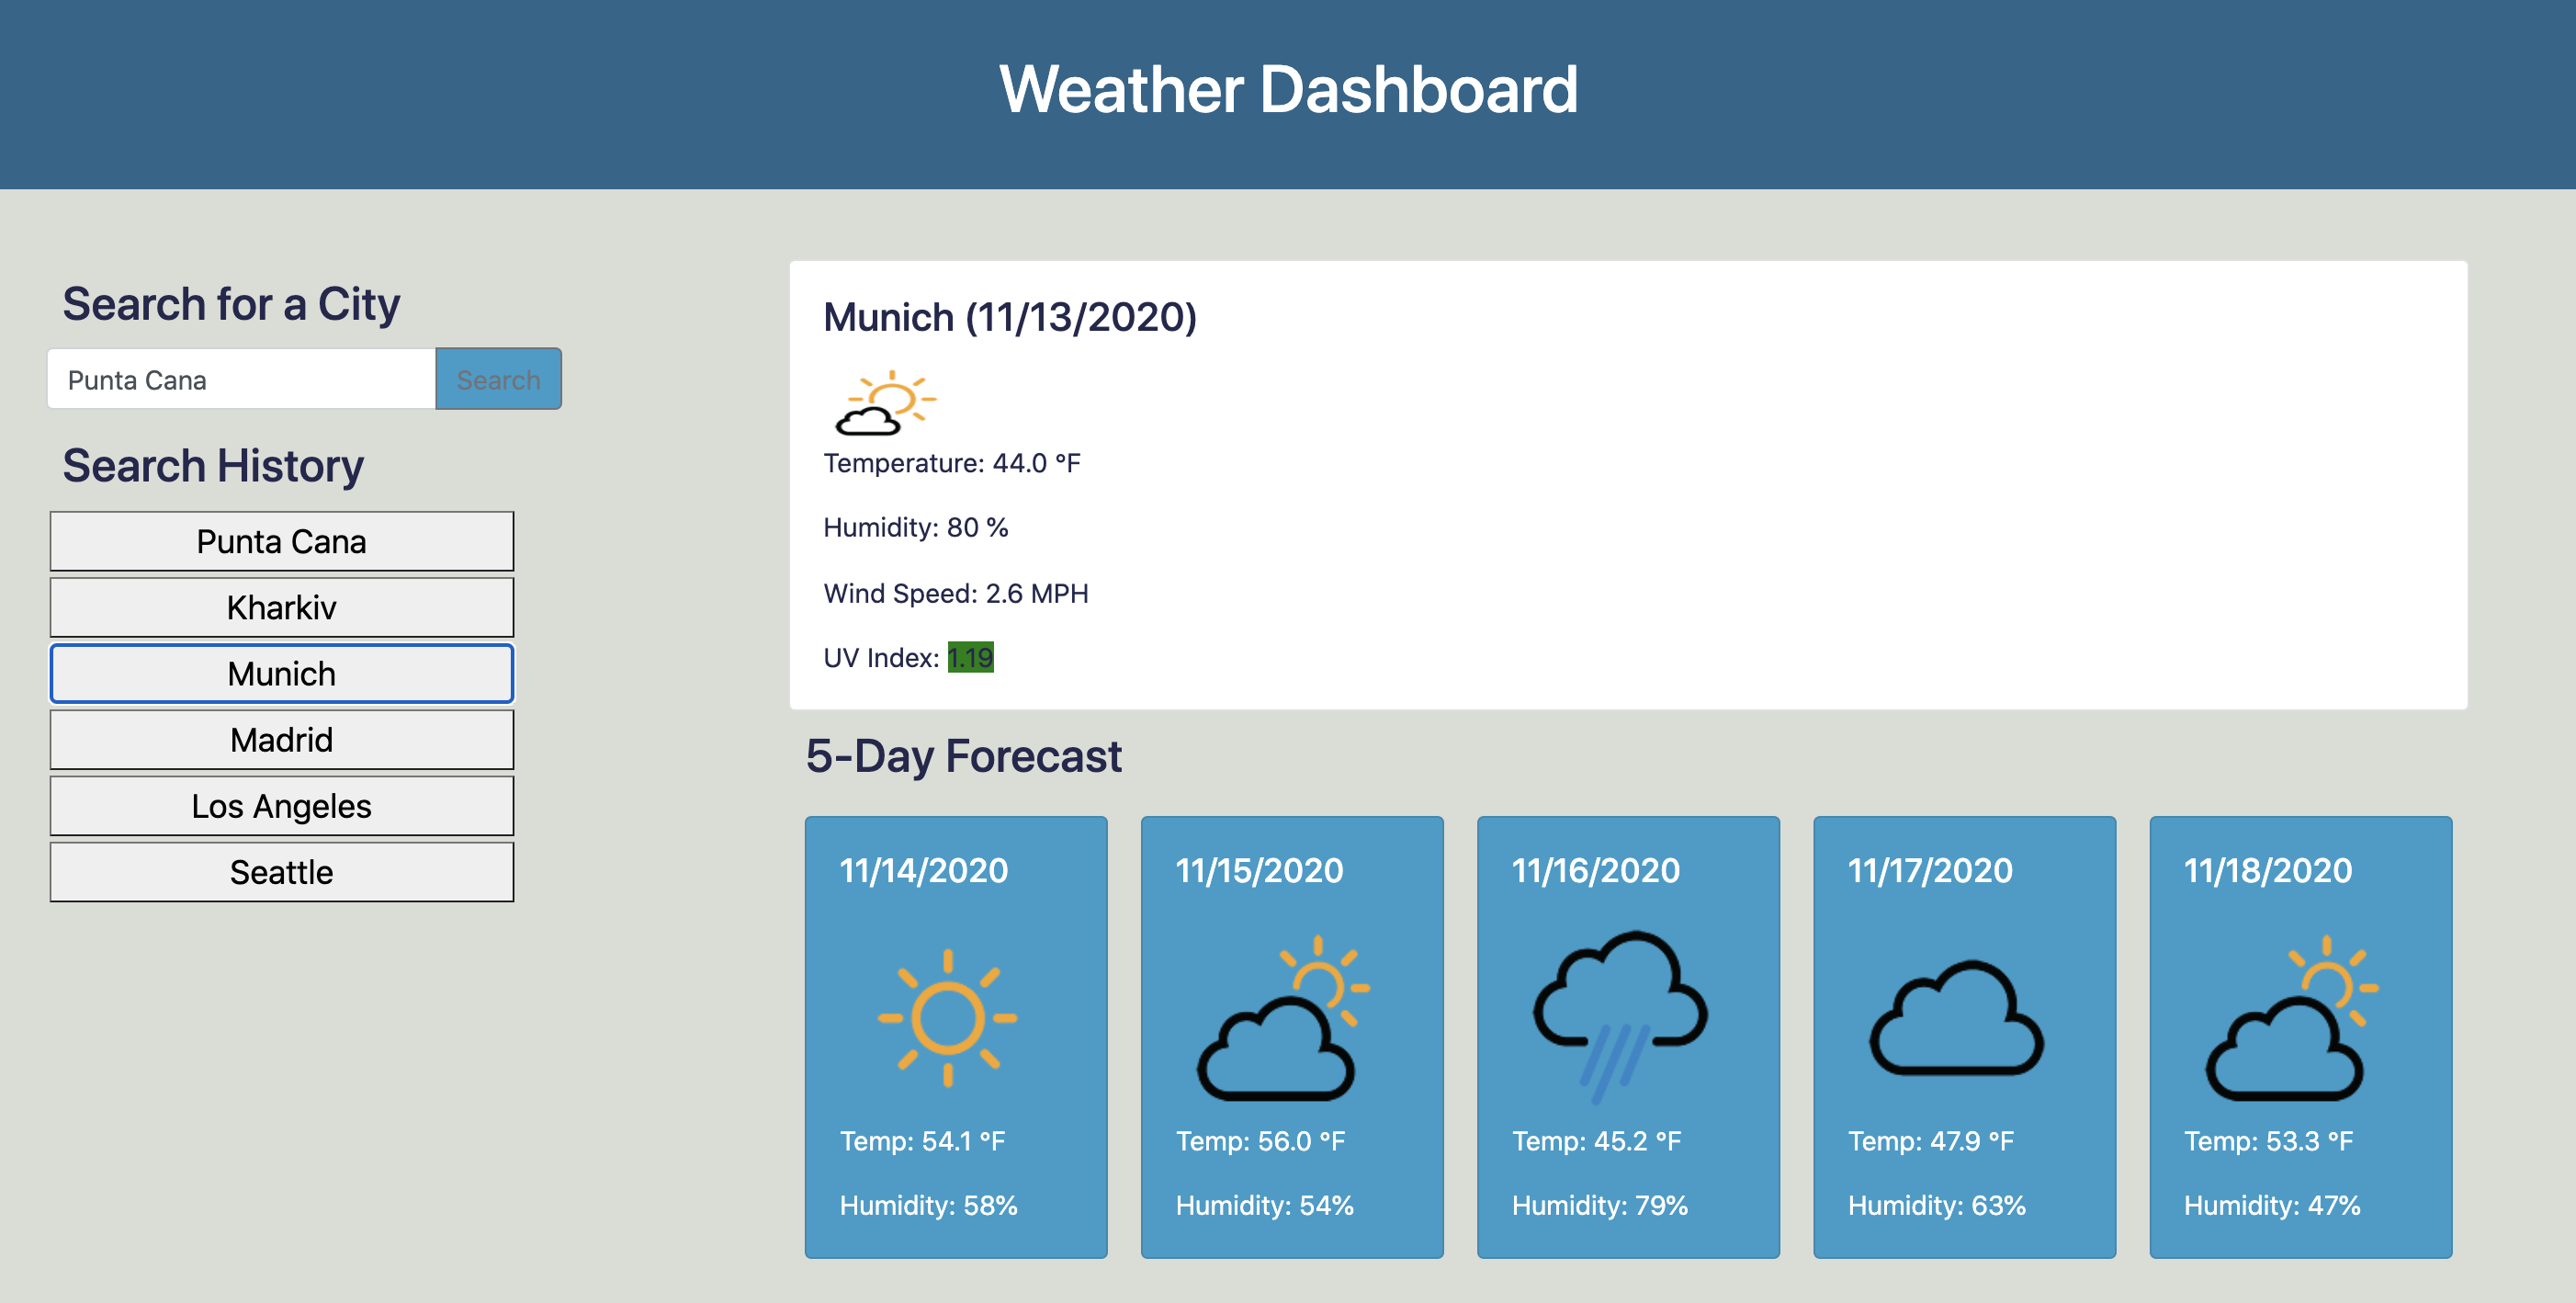 Weather Dashboard
Search for a City
Punta Cana Search
Search History
Punta Cana
Kharkiv
Munich
Madrid
Los Angeles
Seattle
Munich (11/13/2020)
Temperature: 44.0 °F
Humidity: 80 %
Wind Speed: 2.6 MPH
UV Index: 1.19
5-Day Forecast
11/14/2020
Temp: 54.1 °F
Humidity: 58%
11/15/2020
Temp: 56.0 °F
Humidity: 54%
11/16/2020
Temp: 45.2 °F
Humidity: 79%
11/17/2020
Temp: 47.9 °F
Humidity: 63%
11/18/2020
Temp: 53.3 °F
Humidity: 47%